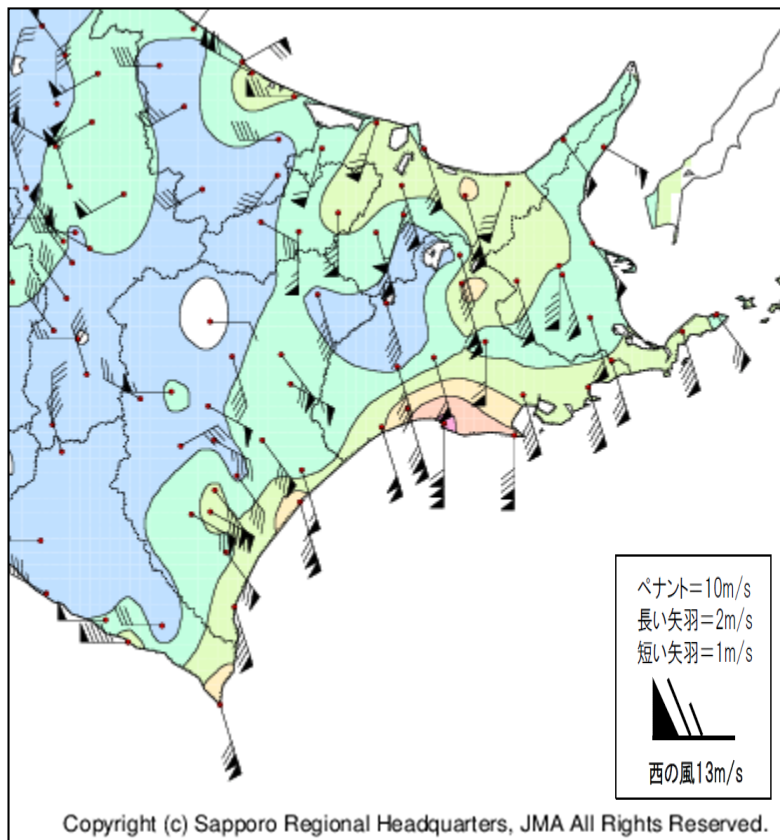 ペナント=10m/s
長い矢羽=2m/s
短い矢羽=1m/s
西の風13m/s
Copyright (c) Sapporo Regional Headquarters, JMA All Rights Reserved.